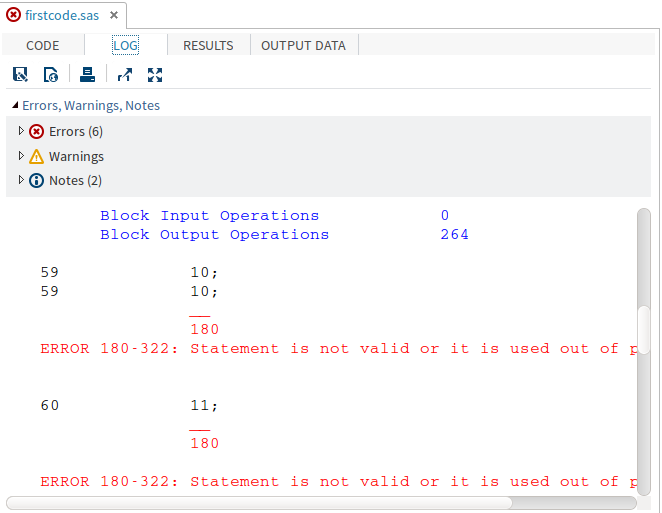 firstcode.sas ×
CODE LOG RESULTS OUTPUT DATA
Errors, Warnings, Notes
Errors (6)
Warnings
Notes (2)
Block Input Operations 0
Block Output Operations 264
59 10;
59 10;
__
180
ERROR 180-322: Statement is not valid or it is used out of p
60 11;
__
180
ERROR 180-322: Statement is not valid or it is used out of p